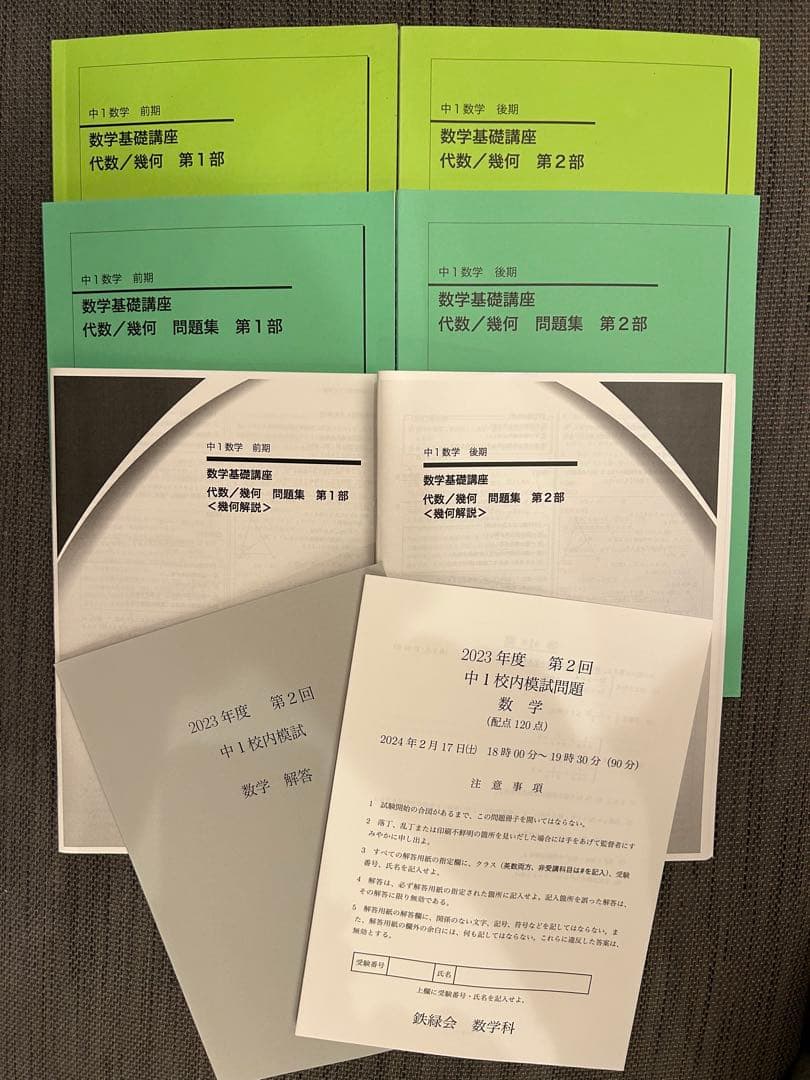 中1数学 前期
数学基礎講座
代数／幾何 第1部
中1数学 後期
数学基礎講座
代数／幾何 第2部
中1数学 前期
数学基礎講座
代数／幾何 問題集 第1部
中1数学 後期
数学基礎講座
代数／幾何 問題集 第2部
中1数学 前期
数学基礎講座
代数／幾何 問題集 第1部
＜幾何解説＞
中1数学 後期
数学基礎講座
代数／幾何 問題集 第2部
＜幾何解説＞
2023年度 第2回
中1校内模試
数学 解答
2023年度 第2回
中1校内模試問題
数 学
(配点120点)
2024年2月17日(土) 18時00分～19時30分(90分)
注 意 事 項
1 試験開始の合図があるまで、この問題冊子を開いてはならない。
2 落丁、乱丁または印刷不鮮明の箇所を見いだした場合には手をあげて監督者にす
みやかに申し出よ。
3 すべての解答用紙の指定欄に、クラス(英数両方、非受講科目は#を記入)、受験
番号、氏名を記入せよ。
4 解答は、必ず解答用紙の指定された箇所に記入せよ。記入箇所を誤った解答は、
その解答に限り無効である。
5 解答用紙の解答欄に、関係のない文字、記号、符号などを記してはならない。ま
た、解答用紙の欄外の余白には、何も記してはならない。これらに違反した答案は、
無効とする。
受験番号 氏名
上欄に受験番号・氏名を記入せよ。
鉄緑会 数学科